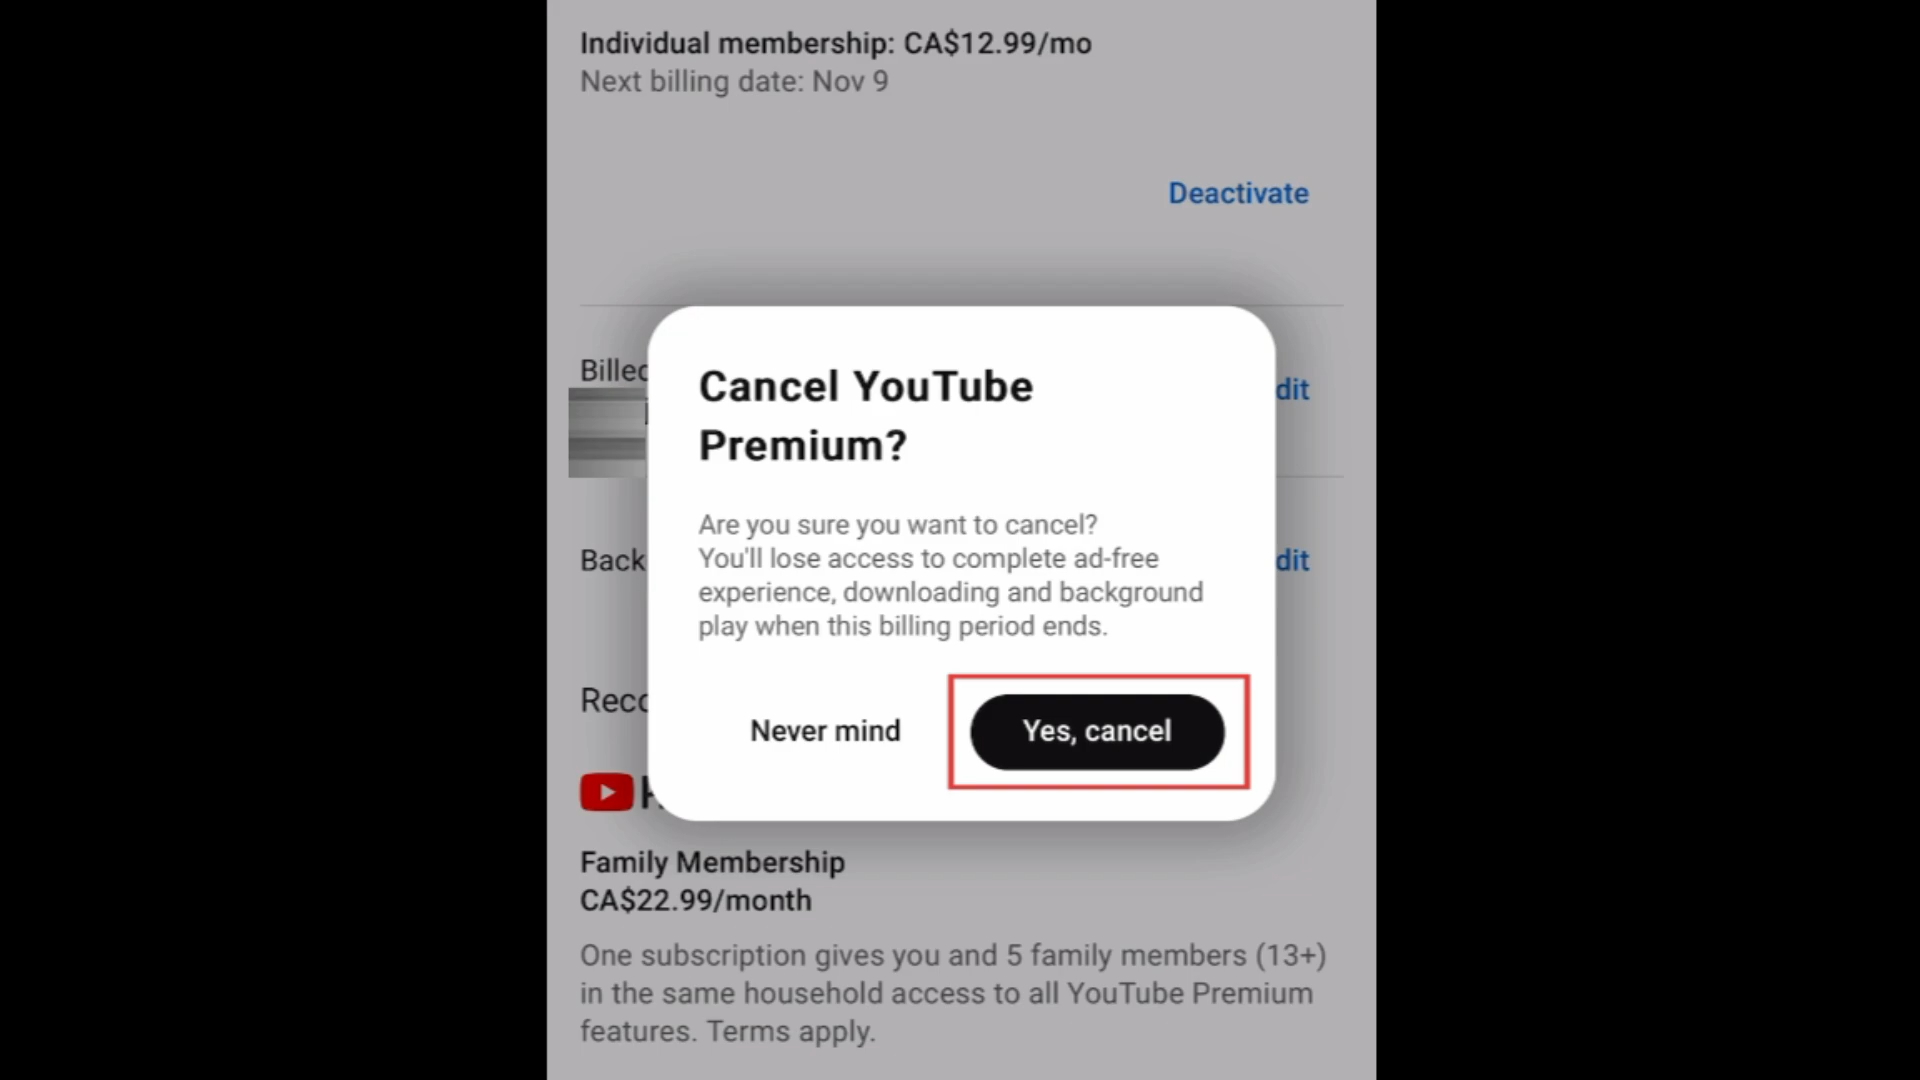 Individual membership: CA$12.99/mo
Next billing date: Nov 9
Deactivate
Cancel YouTube
Premium?
Are you sure you want to cancel?
You'll lose access to complete ad-free
experience, downloading and background
play when this billing period ends.
Never mind
Yes, cancel
Family Membership
CA$22.99/month
One subscription gives you and 5 family members (13+)
in the same household access to all YouTube Premium
features. Terms apply.